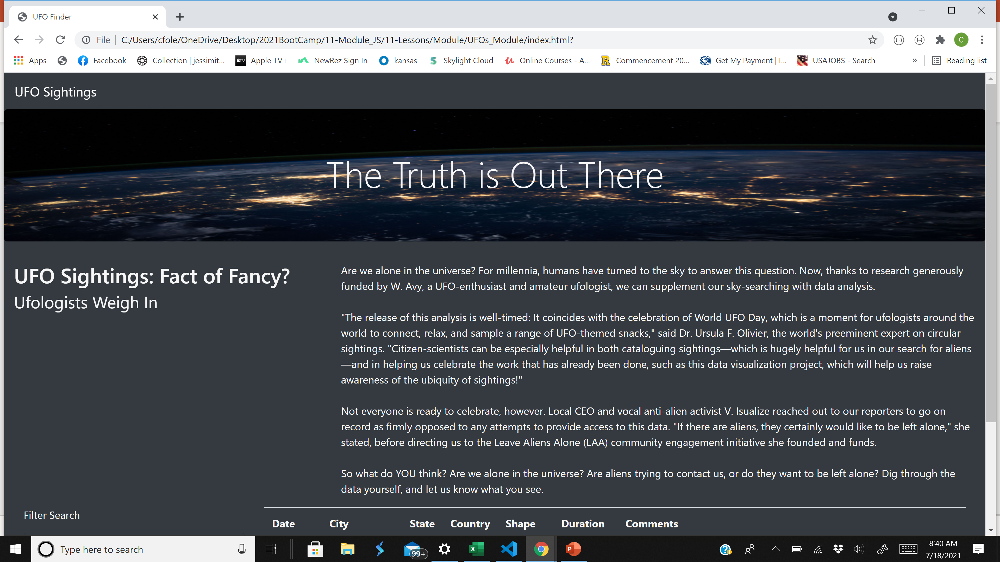 UFO Finder
File
C:/Users/cfole/OneDrive/Desktop/2021BootCamp/11-Module_JS/11-Lessons/Module/UFOs_Module/index.html?
C
Apps
Facebook
Collection | jessimit...
tv
Apple TV+
NewRez Sign In
kansas
S
Skylight Cloud
Online Courses - A...
R
Commencement 20...
Get My Payment | I...
USAJOBS - Search
»
Reading list
UFO Sightings
The Truth is Out There
UFO Sightings: Fact of Fancy?
Ufologists Weigh In
Are we alone in the universe? For millennia, humans have turned to the sky to answer this question. Now, thanks to research generously
funded by W. Avy, a UFO-enthusiast and amateur ufologist, we can supplement our sky-searching with data analysis.
"The release of this analysis is well-timed: It coincides with the celebration of World UFO Day, which is a moment for ufologists around the
world to connect, relax, and sample a range of UFO-themed snacks," said Dr. Ursula F. Olivier, the world's preeminent expert on circular
sightings. "Citizen-scientists can be especially helpful in both cataloguing sightings—which is hugely helpful for us in our search for aliens
—and in helping us celebrate the work that has already been done, such as this data visualization project, which will help us raise
awareness of the ubiquity of sightings!"
Not everyone is ready to celebrate, however. Local CEO and vocal anti-alien activist V. Isualize reached out to our reporters to go on
record as firmly opposed to any attempts to provide access to this data. "If there are aliens, they certainly would like to be left alone," she
stated, before directing us to the Leave Aliens Alone (LAA) community engagement initiative she founded and funds.
So what do YOU think? Are we alone in the universe? Are aliens trying to contact us, or do they want to be left alone? Dig through the
data yourself, and let us know what you see.
Filter Search
Date City State Country Shape Duration Comments
Type here to search
99+
8:40 AM
7/18/2021